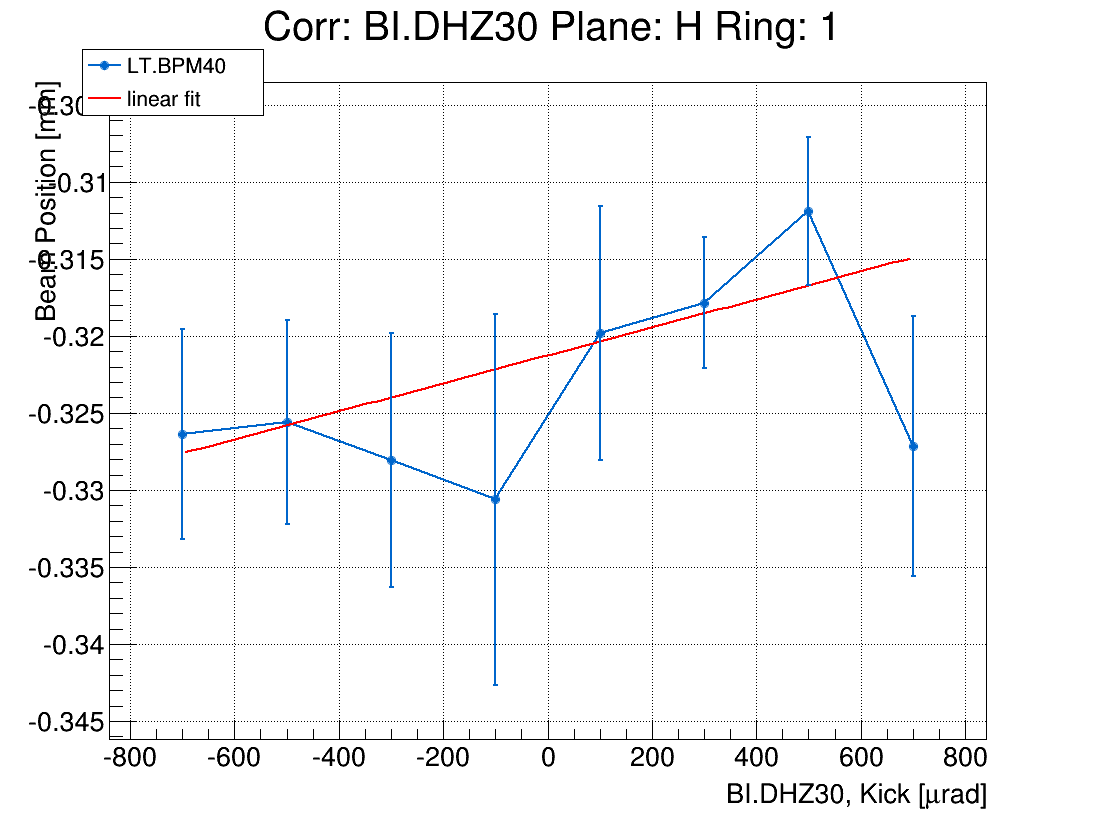 Corr: BI.DHZ30 Plane: H Ring: 1
LT.BPM40
linear fit
Beam Position [mm]
-0.31
-0.315
-0.32
-0.325
-0.33
-0.335
-0.34
-0.345
-800 -600 -400 -200 0 200 400 600 800
BI.DHZ30, Kick [μrad]